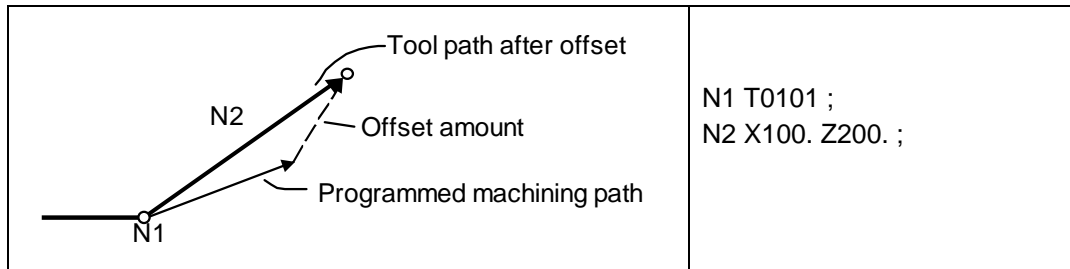 Tool path after offset
N2
Offset amount
Programmed machining path
N1
N1 T0101 ;
N2 X100. Z200. ;